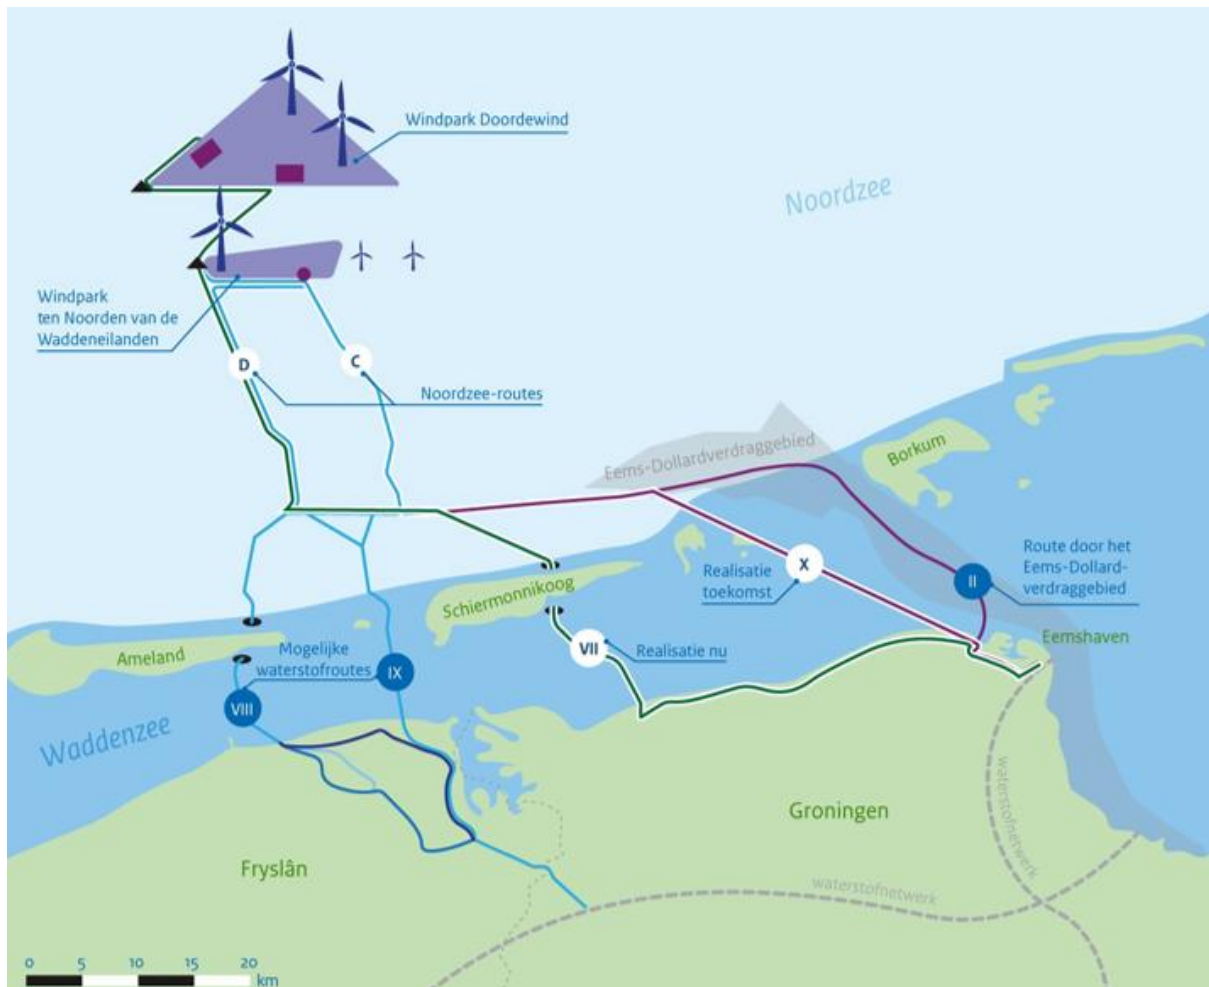 Windpark Doordewind
Noordzee
Windpark
ten Noorden van de
Waddeneilanden
D
C
Noordzee-routes
Eems-Dollardverdraggebied
Borkum
Realisatie
toekomst
X
II
Route door het
Eems-Dollard-
verdraggebied
Schiermonnikoog
Eemshaven
Ameland
Mogelijke
waterstofroutes
IX
VII
Realisatie nu
VIII
Waddenzee
waterstofnetwerk
Groningen
Fryslân
waterstofnetwerk
0 5 10 15 20
km